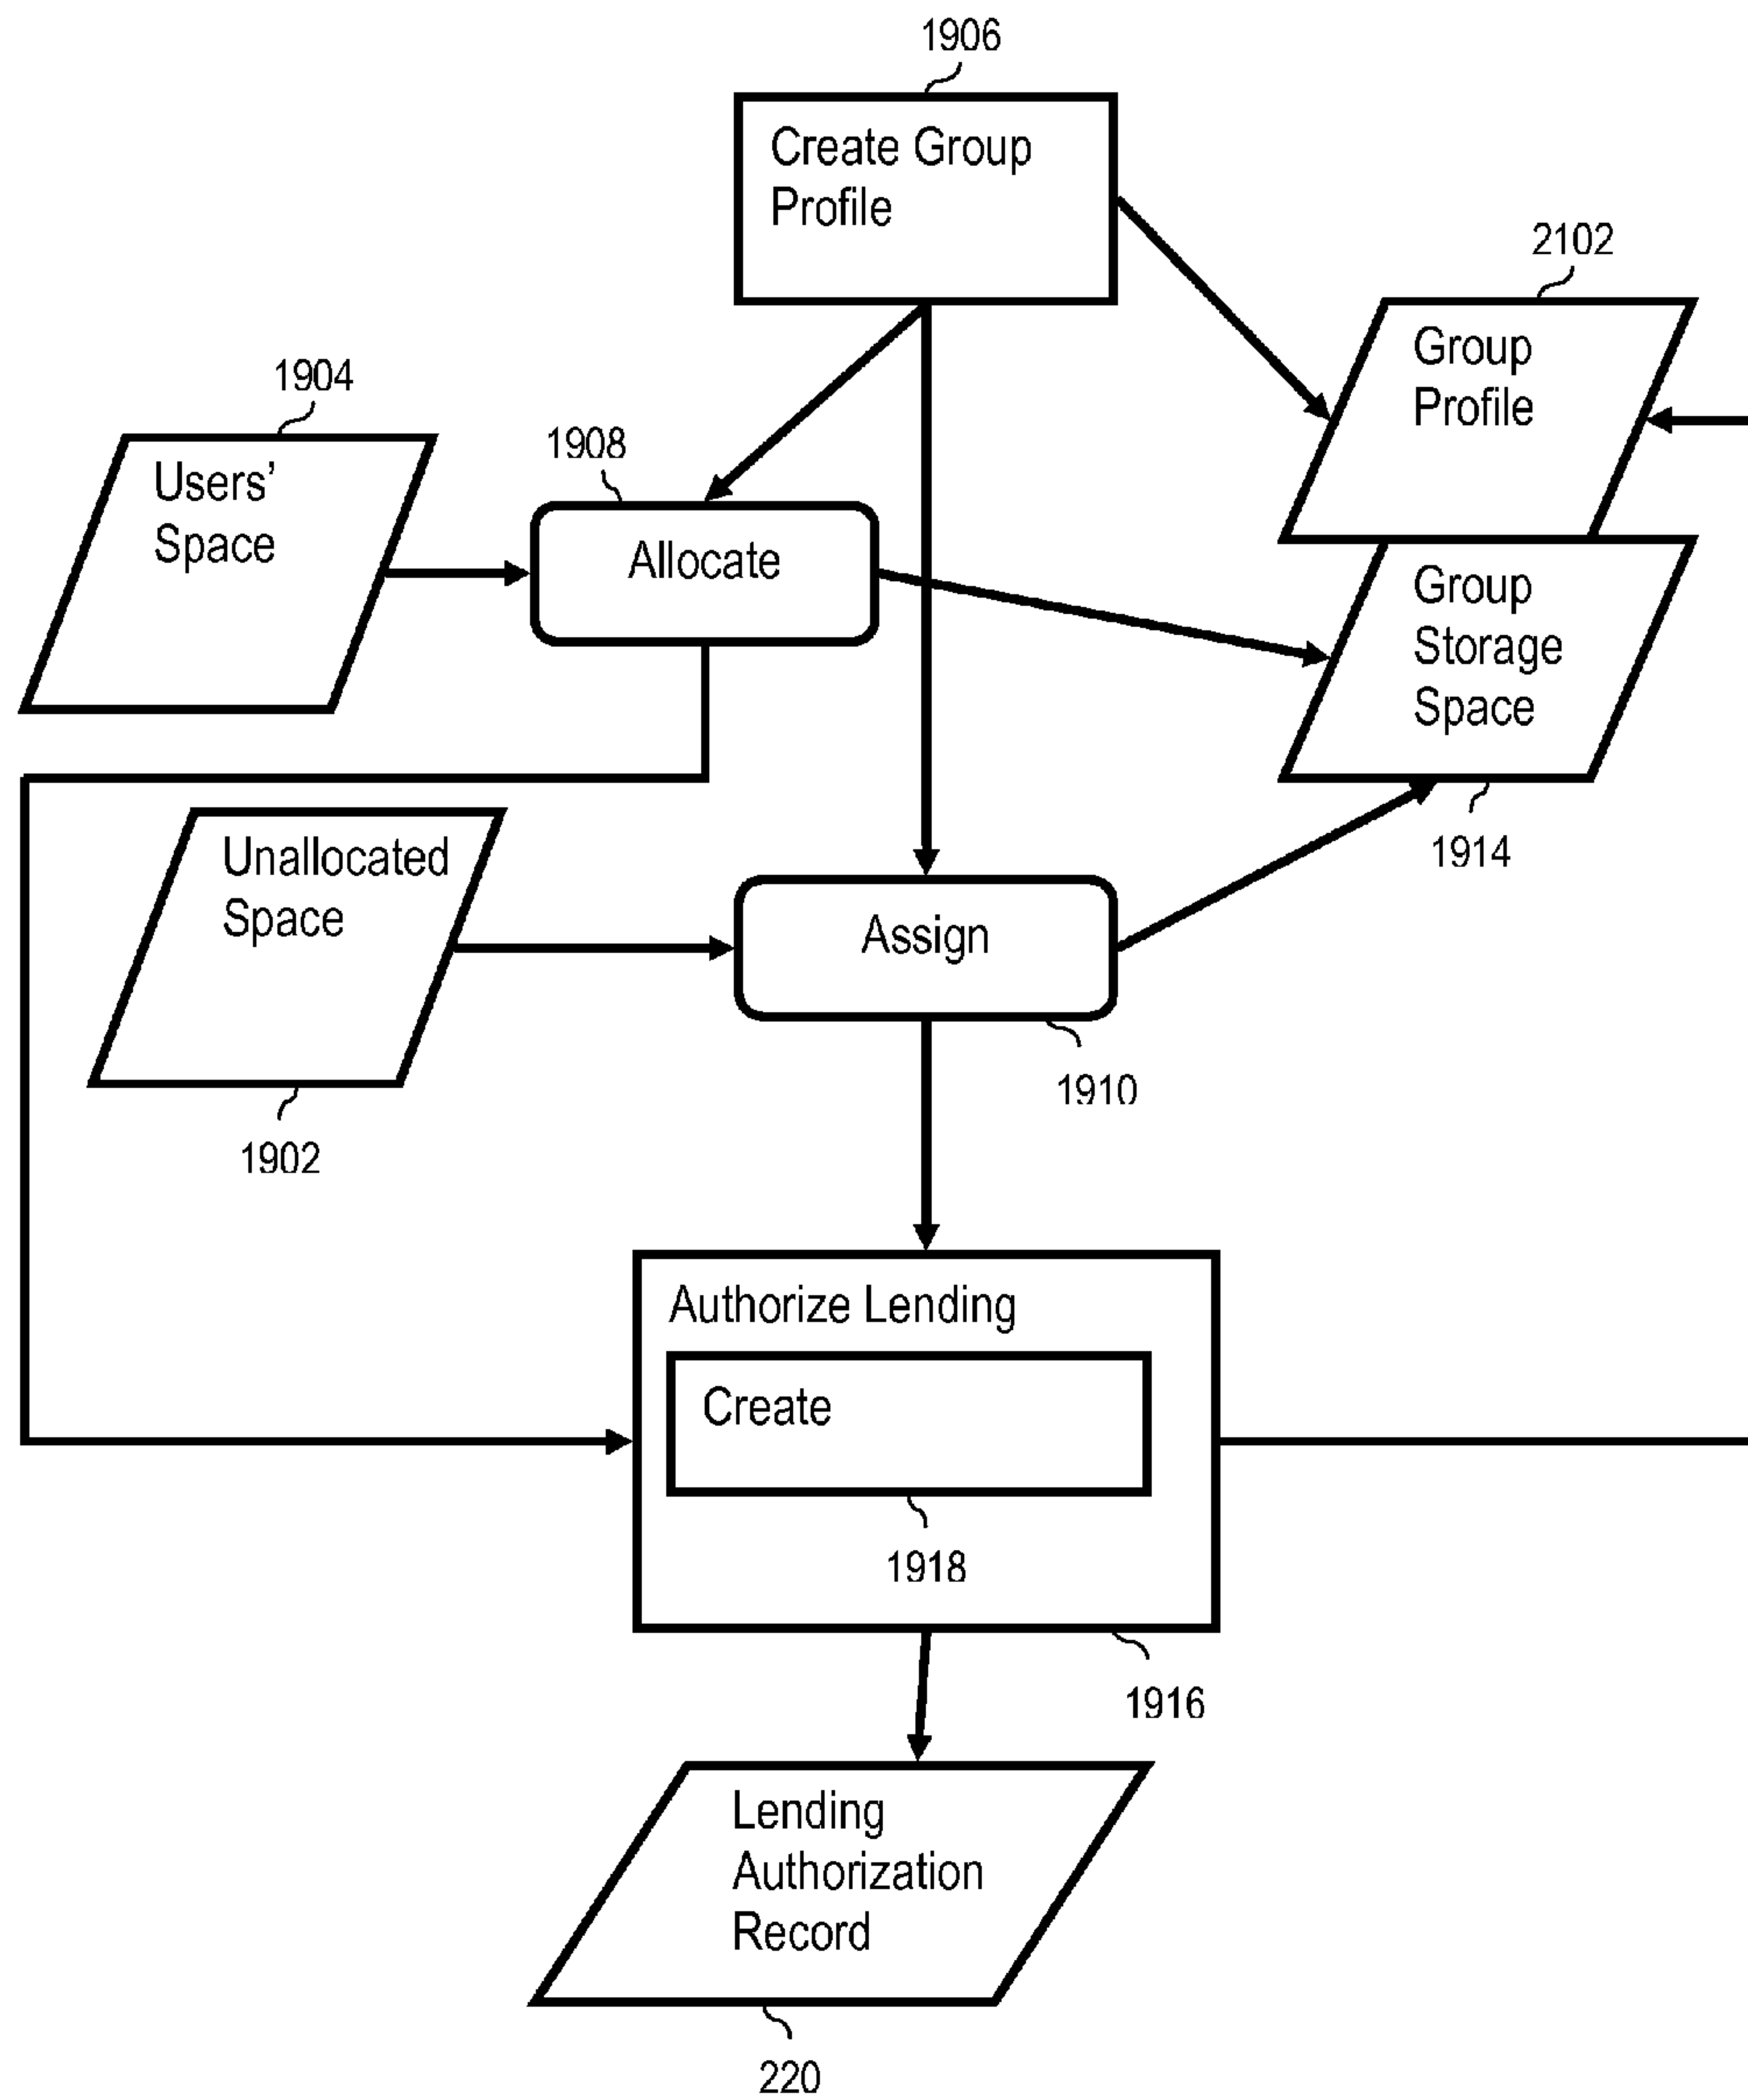 1906
Create Group
Profile
2102
Group
Profile
1904
Users’
Space
1908
Allocate
Group
Storage
Space
1914
Unallocated
Space
1902
Assign
1910
Authorize Lending
Create
1918
1916
Lending
Authorization
Record
220